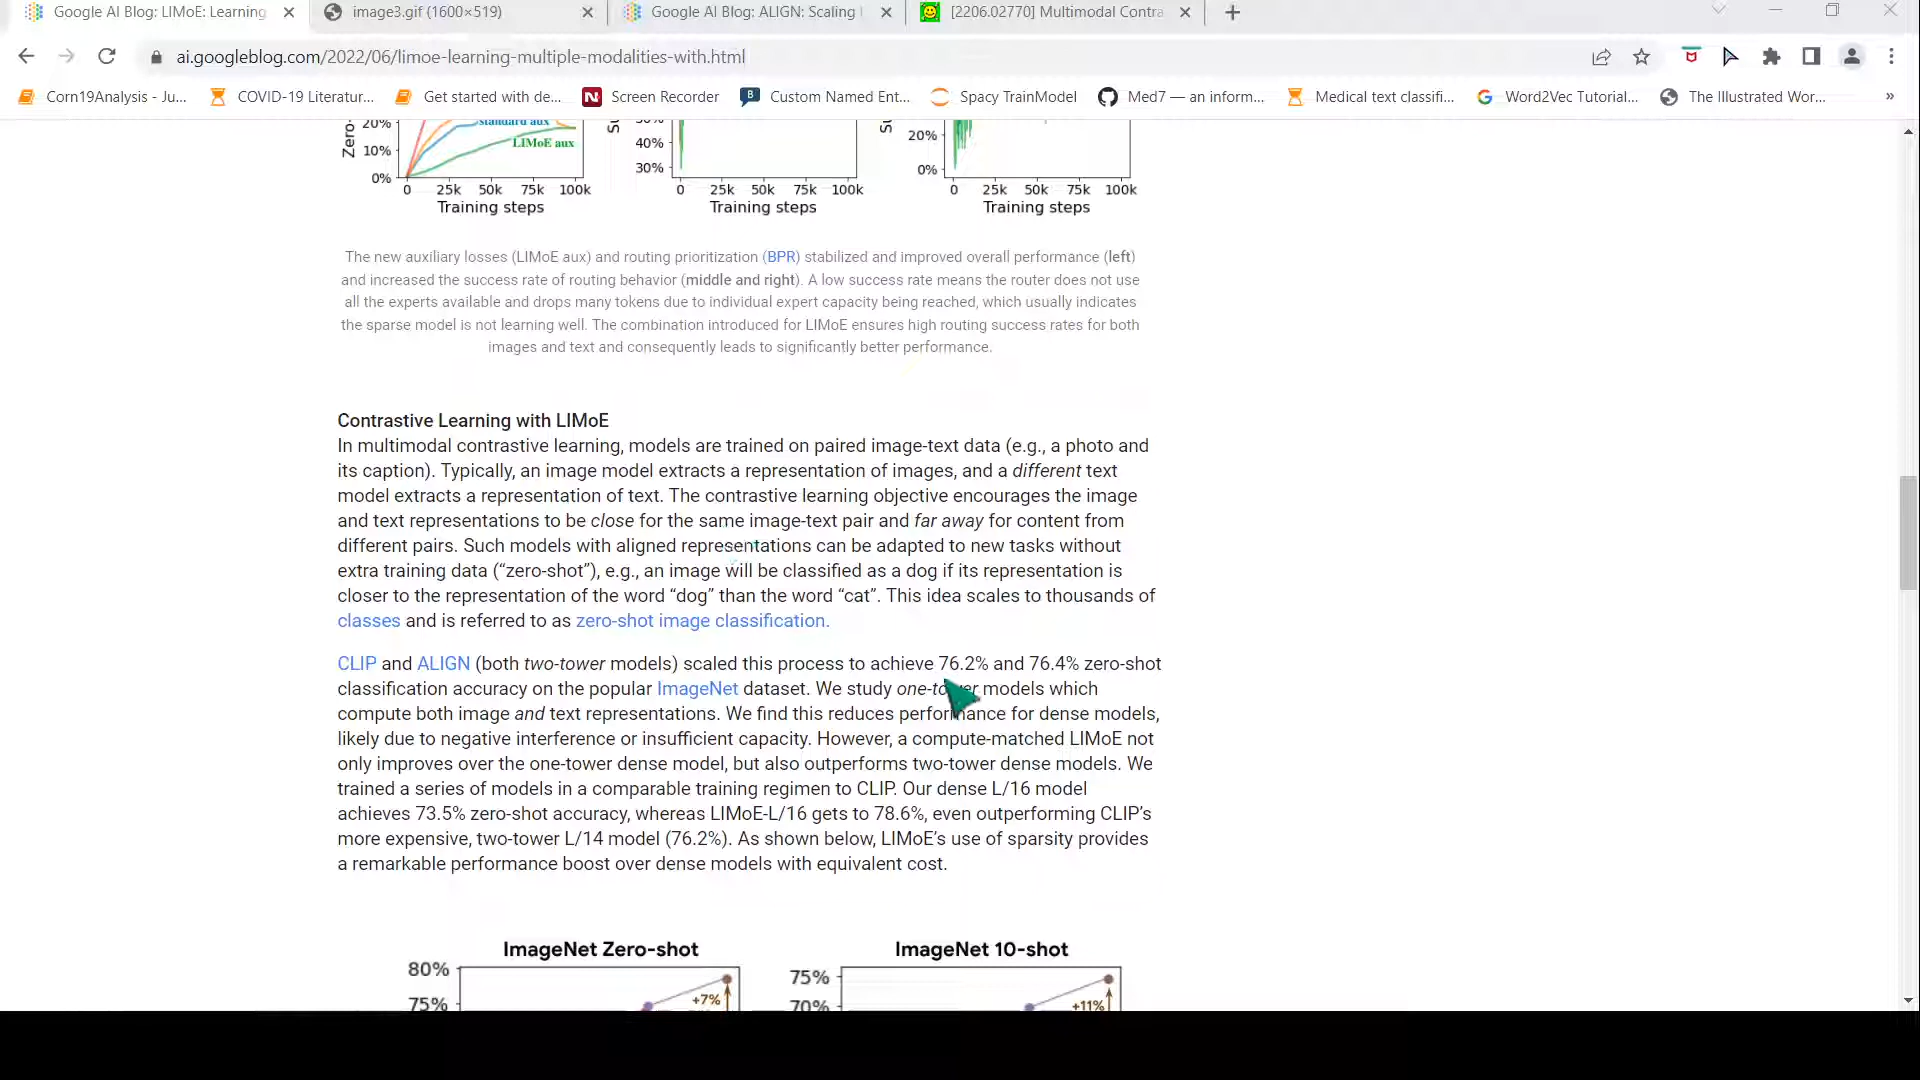 Google AI Blog: LIMoE: Learning
image3.gif (1600×519)
Google AI Blog: ALIGN: Scaling
[2206.02770] Multimodal Contra
ai.googleblog.com/2022/06/limoe-learning-multiple-modalities-with.html
Corn19Analysis - Ju...
COVID-19 Literatur...
Get started with de...
Screen Recorder
Custom Named Ent...
Spacy TrainModel
Med7 — an inform...
Medical text classifi...
Word2Vec Tutorial...
The Illustrated Wor...
»
Zero-
20%
10%
0%
standard aux
LIMoE aux
0 25k 50k 75k 100k
Training steps
40%
30%
0 25k 50k 75k 100k
Training steps
20%
0%
0 25k 50k 75k 100k
Training steps
The new auxiliary losses (LIMoE aux) and routing prioritization (BPR) stabilized and improved overall performance (left)
and increased the success rate of routing behavior (middle and right). A low success rate means the router does not use
all the experts available and drops many tokens due to individual expert capacity being reached, which usually indicates
the sparse model is not learning well. The combination introduced for LIMoE ensures high routing success rates for both
images and text and consequently leads to significantly better performance.
Contrastive Learning with LIMoE
In multimodal contrastive learning, models are trained on paired image-text data (e.g., a photo and
its caption). Typically, an image model extracts a representation of images, and a different text
model extracts a representation of text. The contrastive learning objective encourages the image
and text representations to be close for the same image-text pair and far away for content from
different pairs. Such models with aligned representations can be adapted to new tasks without
extra training data (“zero-shot”), e.g., an image will be classified as a dog if its representation is
closer to the representation of the word “dog” than the word “cat”. This idea scales to thousands of
classes and is referred to as zero-shot image classification.
CLIP and ALIGN (both two-tower models) scaled this process to achieve 76.2% and 76.4% zero-shot
classification accuracy on the popular ImageNet dataset. We study one-tower models which
compute both image and text representations. We find this reduces performance for dense models,
likely due to negative interference or insufficient capacity. However, a compute-matched LIMoE not
only improves over the one-tower dense model, but also outperforms two-tower dense models. We
trained a series of models in a comparable training regimen to CLIP. Our dense L/16 model
achieves 73.5% zero-shot accuracy, whereas LIMoE-L/16 gets to 78.6%, even outperforming CLIP’s
more expensive, two-tower L/14 model (76.2%). As shown below, LIMoE’s use of sparsity provides
a remarkable performance boost over dense models with equivalent cost.
ImageNet Zero-shot
80%
75%
+7%
ImageNet 10-shot
75%
70%
+11%